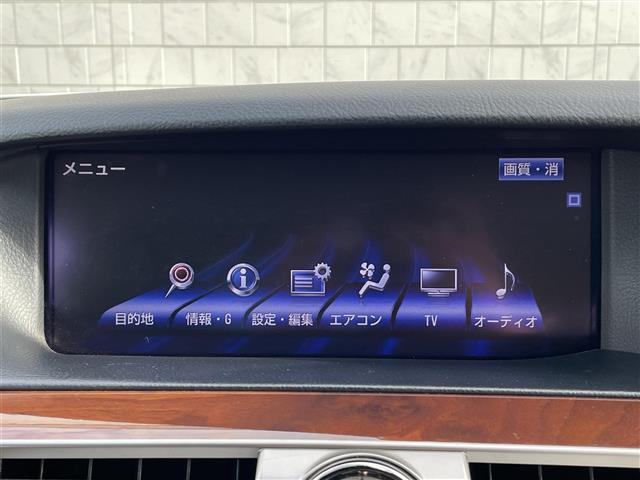 メニュー
画質・消
目的地
情報・G
設定・編集
エアコン
TV
オーディオ